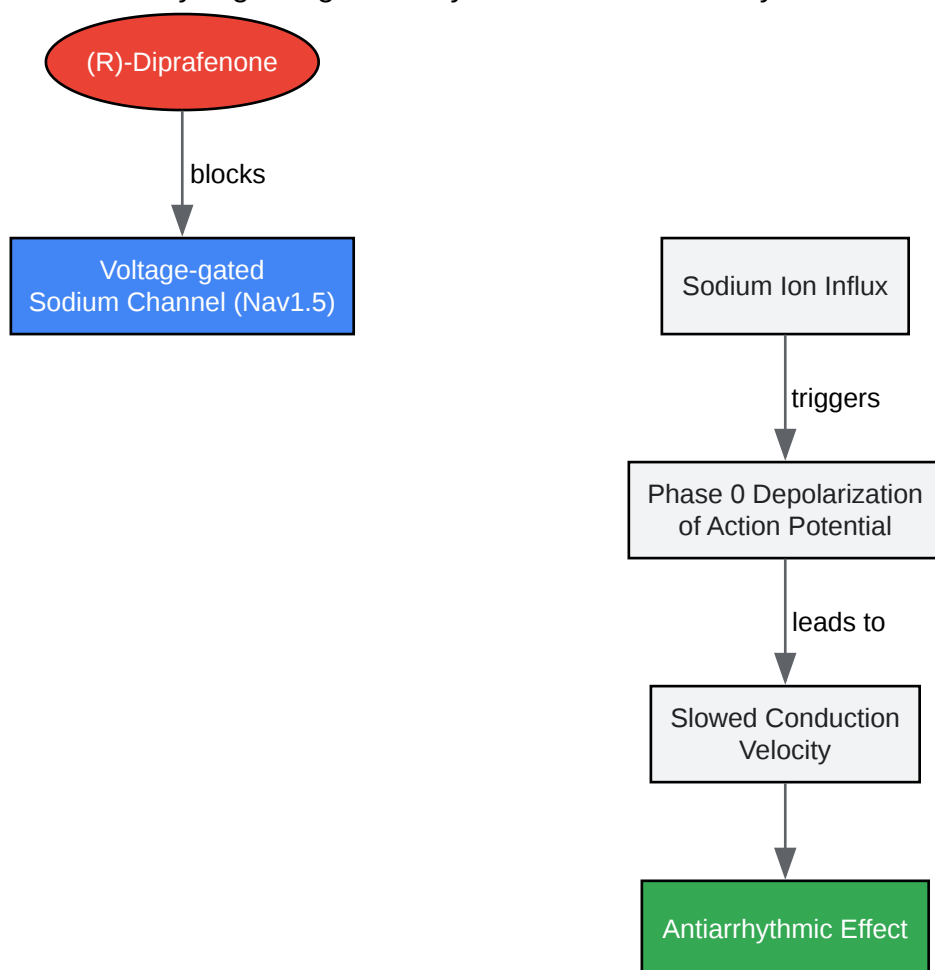 (R)-Diprafenone
blocks
Voltage-gated
Sodium Channel (Nav1.5)
Sodium Ion Influx
triggers
Phase 0 Depolarization
of Action Potential
leads to
Slowed Conduction
Velocity
Antiarrhythmic Effect